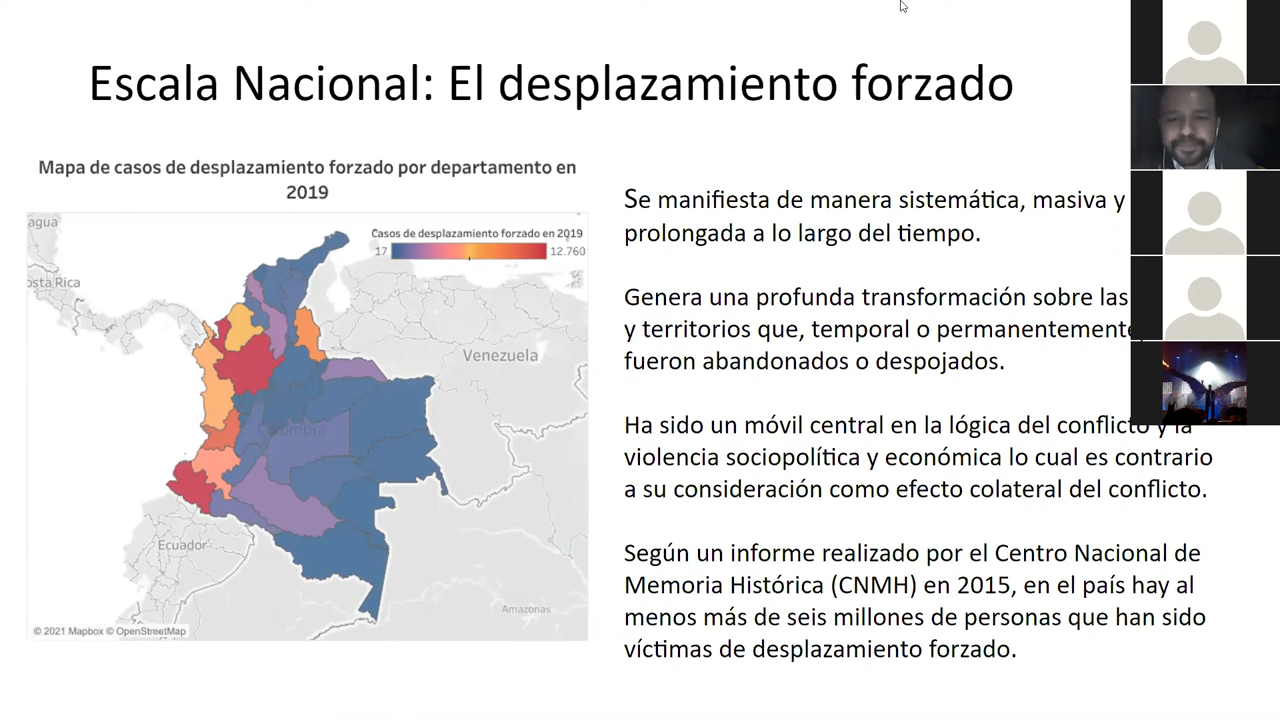 Escala Nacional: El desplazamiento forzado
Mapa de casos de desplazamiento forzado por departamento en
2019
agua
osta Rica
Casos de desplazamiento forzado en 2019
17
12.760
Venezuela
Colombia
Ecuador
Amazonas
© 2021 Mapbox © OpenStreetMap
Se manifiesta de manera sistemática, masiva y
prolongada a lo largo del tiempo.
Genera una profunda transformación sobre las
y territorios que, temporal o permanentemente,
fueron abandonados o despojados.
Ha sido un móvil central en la lógica del conflicto y la
violencia sociopolítica y económica lo cual es contrario
a su consideración como efecto colateral del conflicto.
Según un informe realizado por el Centro Nacional de
Memoria Histórica (CNMH) en 2015, en el país hay al
menos más de seis millones de personas que han sido
víctimas de desplazamiento forzado.